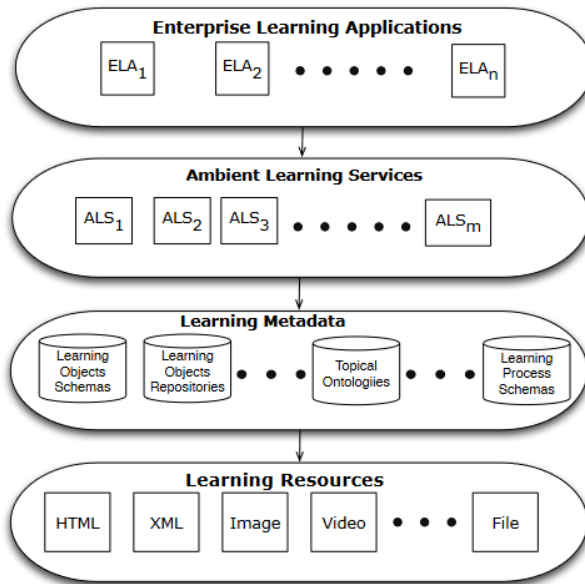 Enterprise Learning Applications
ELA1 ELA2 ELAn
Ambient Learning Services
ALS1 ALS2 ALS3 ALSm
Learning Metadata
Learning Objects Schemas
Learning Objects Repositories
Topical Ontologiies
Learning Process Schemas
Learning Resources
HTML XML Image Video File